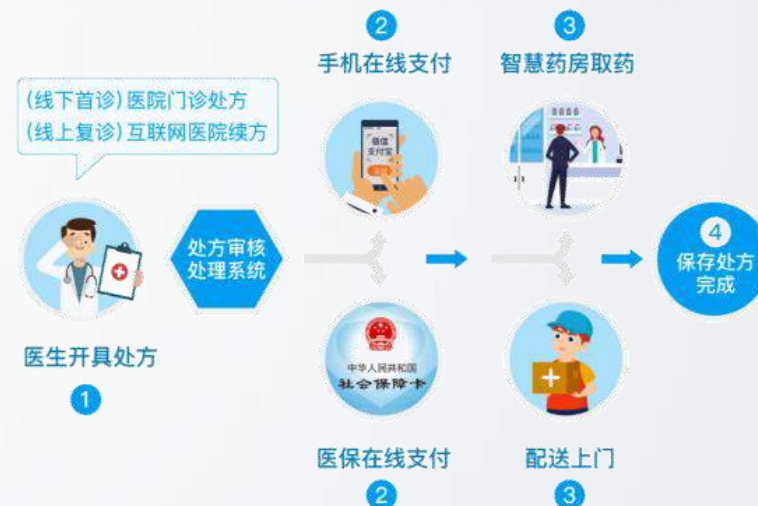 (线下首诊)医院门诊处方
(线上复诊)互联网医院续方
医生开具处方
1
处方审核
处理系统
2
手机在线支付
微信
支付宝
中华人民共和国
社会保障卡
医保在线支付
2
3
智慧药房取药
配送上门
3
4
保存处方
完成